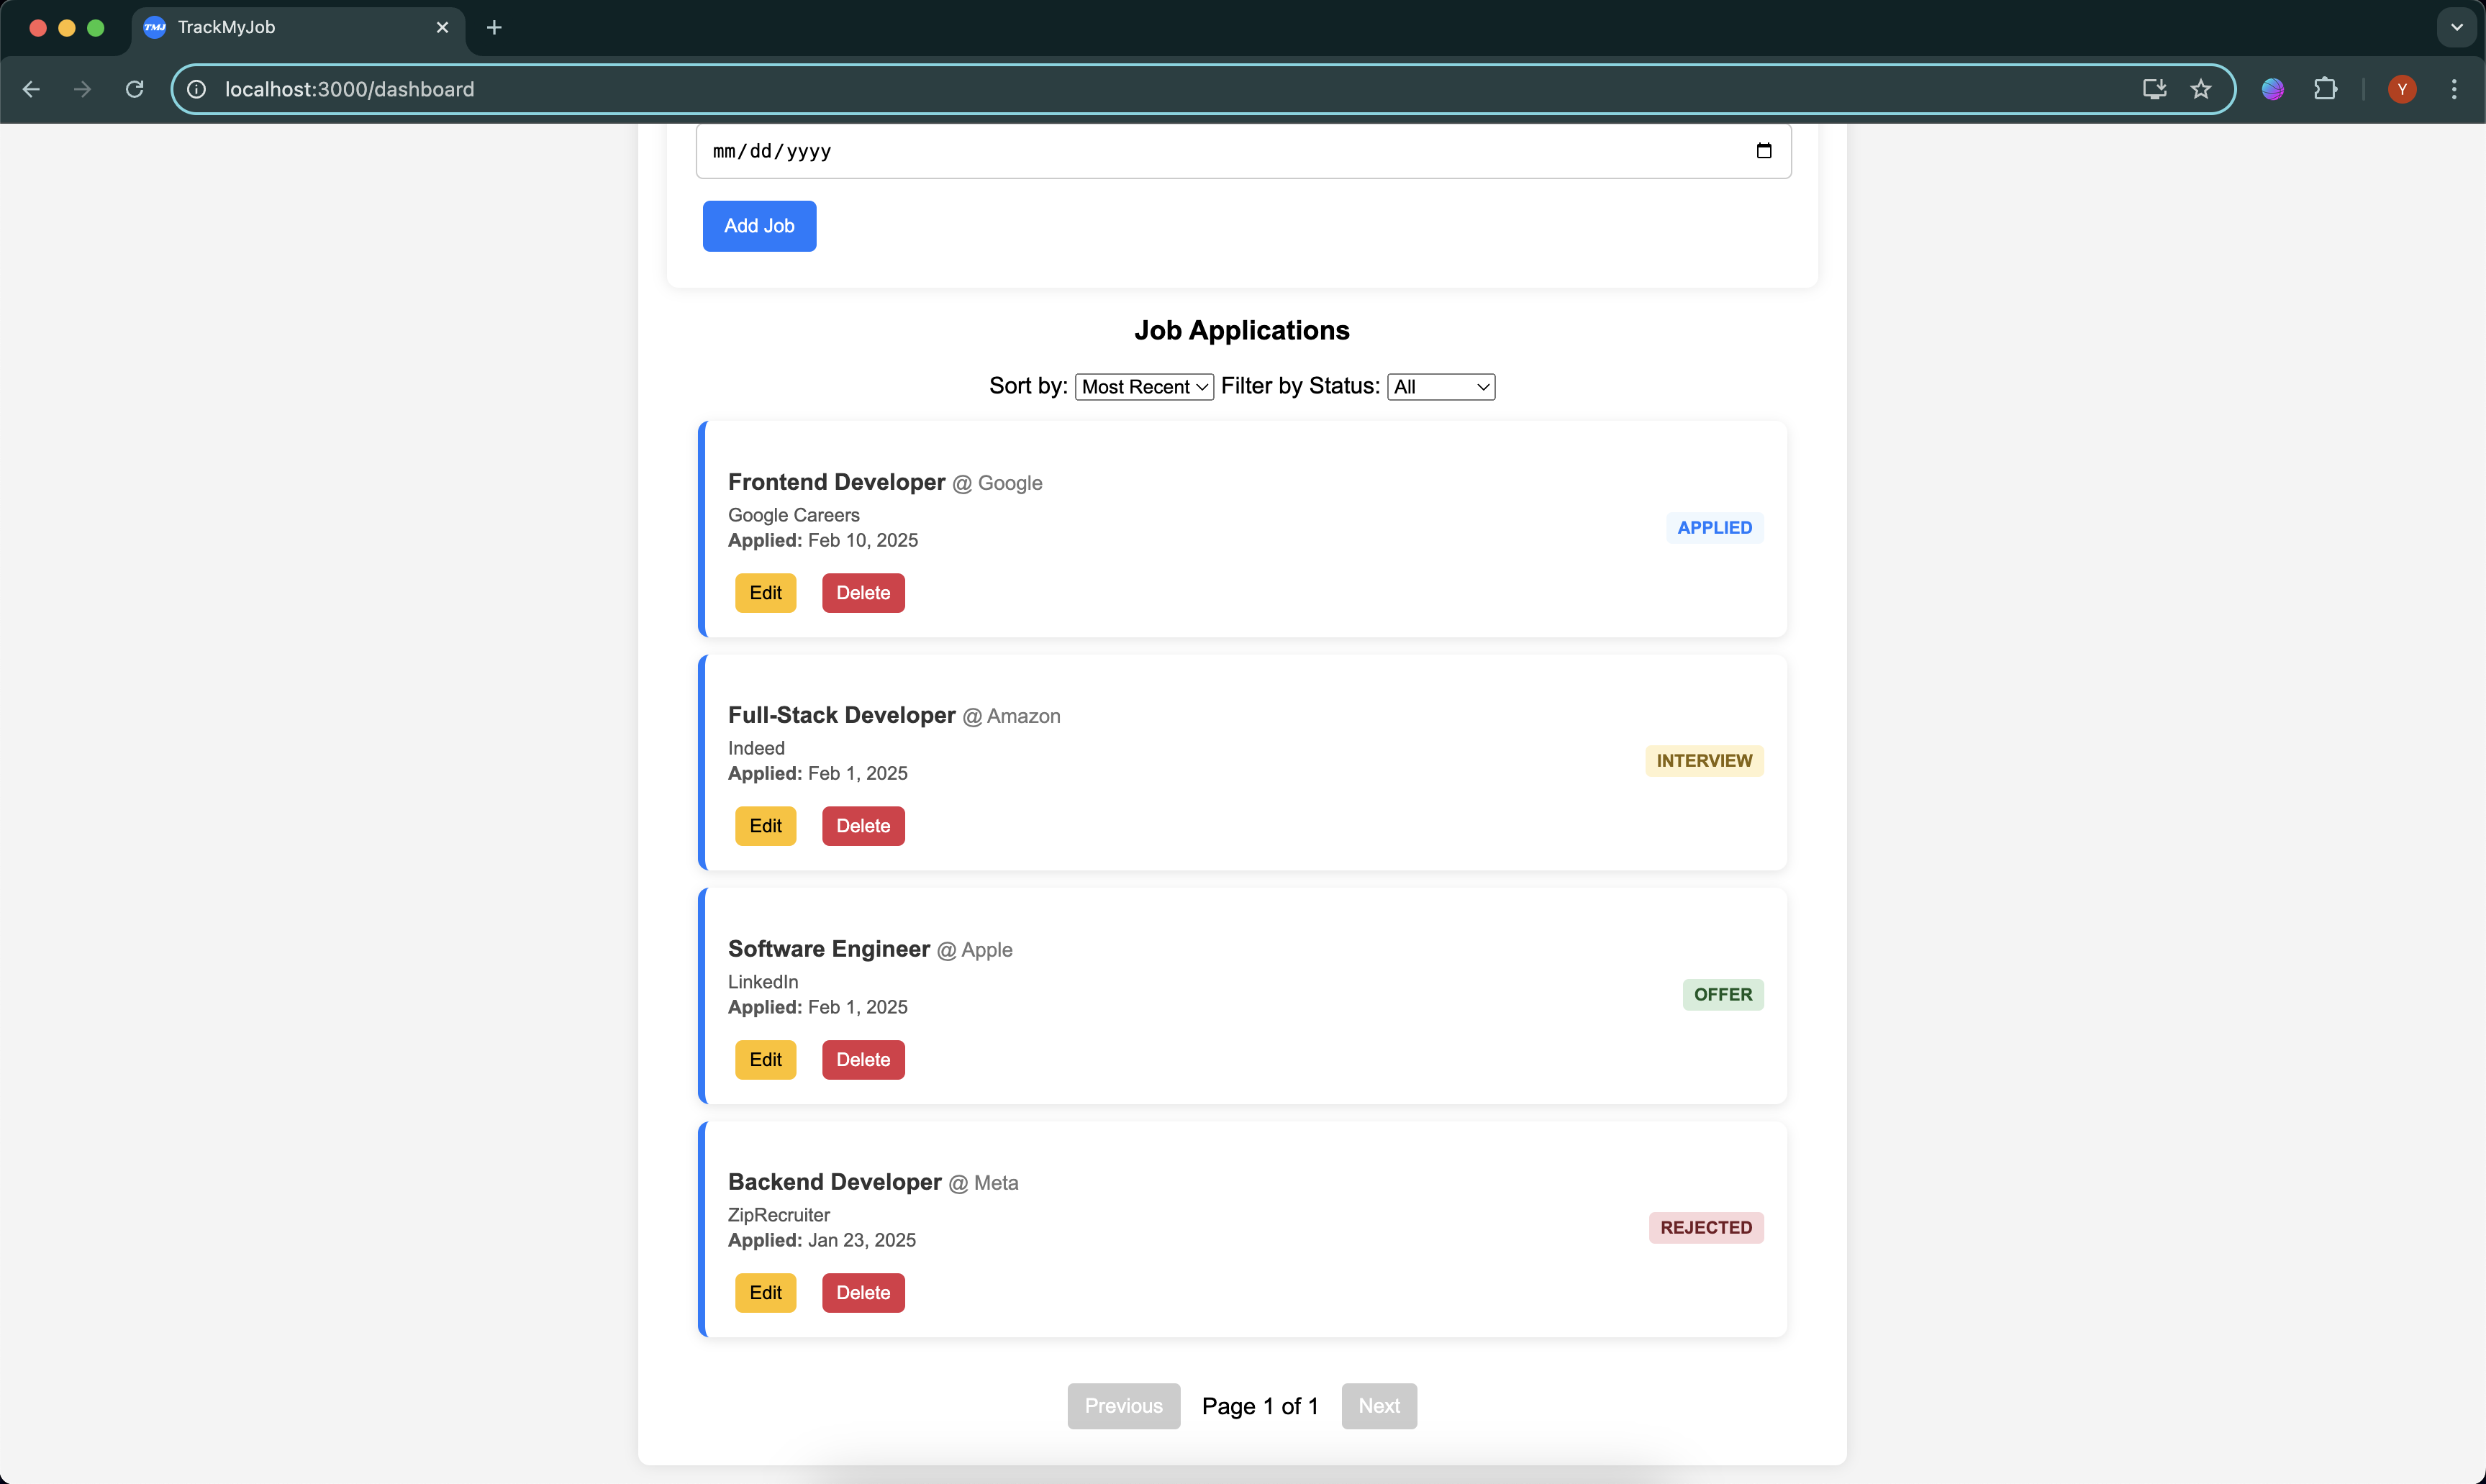 TMJ TrackMyJob
localhost:3000/dashboard
Y
mm/dd/yyyy
Add Job
Job Applications
Sort by: Most Recent Filter by Status: All
Frontend Developer @ Google
Google Careers
Applied: Feb 10, 2025
APPLIED
Edit Delete
Full-Stack Developer @ Amazon
Indeed
Applied: Feb 1, 2025
INTERVIEW
Edit Delete
Software Engineer @ Apple
LinkedIn
Applied: Feb 1, 2025
OFFER
Edit Delete
Backend Developer @ Meta
ZipRecruiter
Applied: Jan 23, 2025
REJECTED
Edit Delete
Previous Page 1 of 1 Next